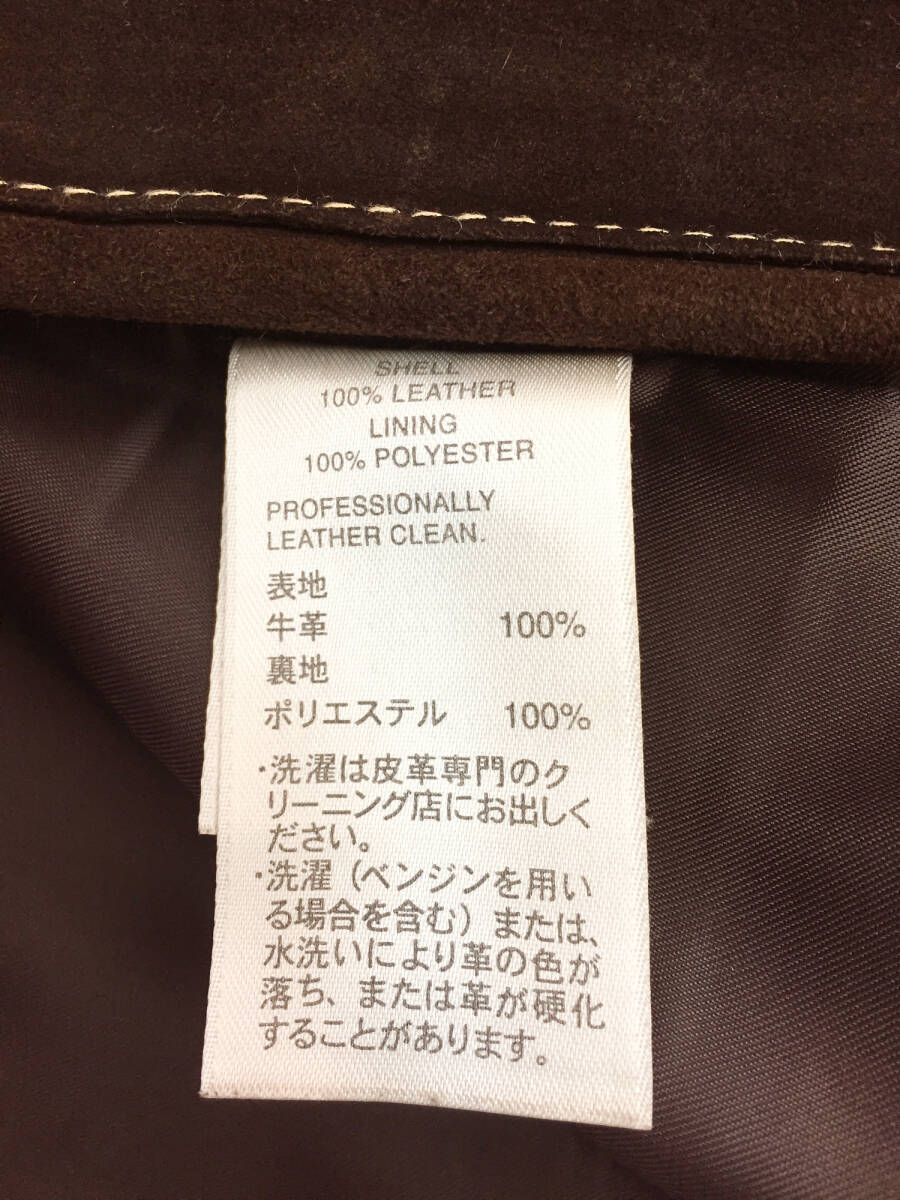 SHELL
100% LEATHER
LINING
100% POLYESTER
PROFESSIONALLY
LEATHER CLEAN.
表地
牛革 100%
裏地
ポリエステル 100%
・洗濯は皮革専門のク
リーニング店にお出しく
ださい。
・洗濯（ベンジンを用い
る場合を含む）または、
水洗いにより革の色が
落ち、または革が硬化
することがあります。